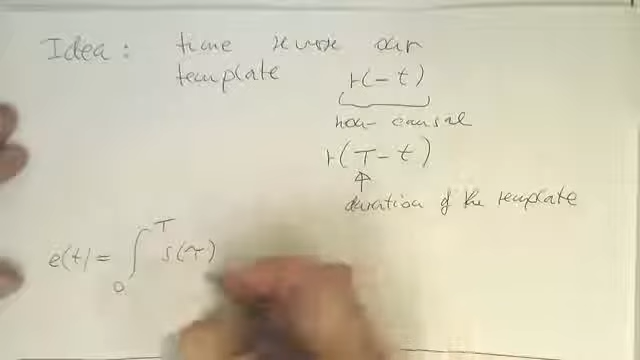 Idea: time reverse our
template r(-t)
non-causal
r(T-t)
duration of the template
e(t) = ∫₀ᵀ s(τ)